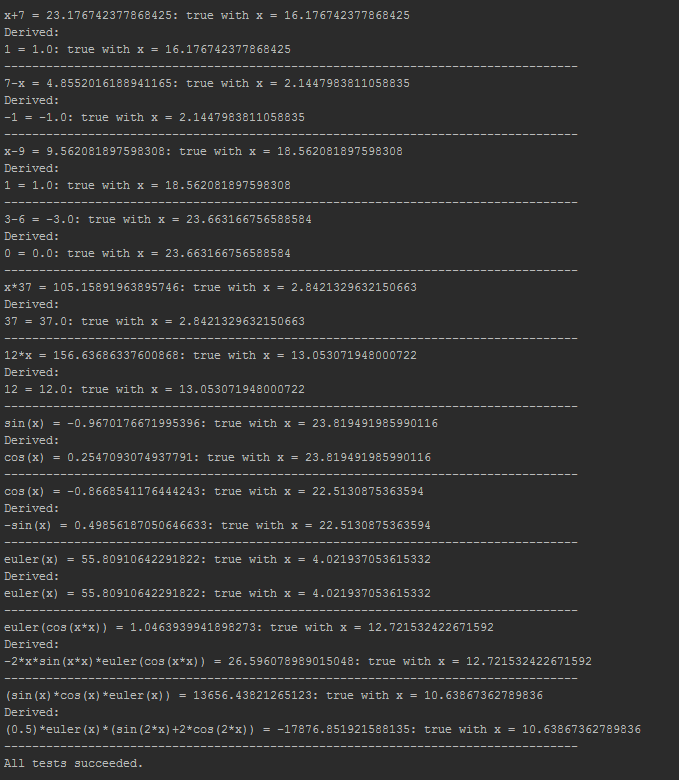 x+7 = 23.176742377868425: true with x = 16.176742377868425
Derived:
1 = 1.0: true with x = 16.176742377868425
----------------------------------------------------------------------------------
7-x = 4.8552016188941165: true with x = 2.1447983811058835
Derived:
-1 = -1.0: true with x = 2.1447983811058835
----------------------------------------------------------------------------------
x-9 = 9.562081897598308: true with x = 18.562081897598308
Derived:
1 = 1.0: true with x = 18.562081897598308
----------------------------------------------------------------------------------
3-6 = -3.0: true with x = 23.663166756588584
Derived:
0 = 0.0: true with x = 23.663166756588584
----------------------------------------------------------------------------------
x*37 = 105.15891963895746: true with x = 2.8421329632150663
Derived:
37 = 37.0: true with x = 2.8421329632150663
----------------------------------------------------------------------------------
12*x = 156.63686337600868: true with x = 13.053071948000722
Derived:
12 = 12.0: true with x = 13.053071948000722
----------------------------------------------------------------------------------
sin(x) = -0.9670176671995396: true with x = 23.819491985990116
Derived:
cos(x) = 0.2547093074937791: true with x = 23.819491985990116
----------------------------------------------------------------------------------
cos(x) = -0.8668541176444243: true with x = 22.5130875363594
Derived:
-sin(x) = 0.49856187050646633: true with x = 22.5130875363594
----------------------------------------------------------------------------------
euler(x) = 55.80910642291822: true with x = 4.021937053615332
Derived:
euler(x) = 55.80910642291822: true with x = 4.021937053615332
----------------------------------------------------------------------------------
euler(cos(x*x)) = 1.0463939941898273: true with x = 12.721532422671592
Derived:
-2*x*sin(x*x)*euler(cos(x*x)) = 26.596078989015048: true with x = 12.721532422671592
----------------------------------------------------------------------------------
(sin(x)*cos(x)*euler(x)) = 13656.43821265123: true with x = 10.63867362789836
Derived:
(0.5)*euler(x)*(sin(2*x)+2*cos(2*x)) = -17876.851921588135: true with x = 10.63867362789836
----------------------------------------------------------------------------------
All tests succeeded.